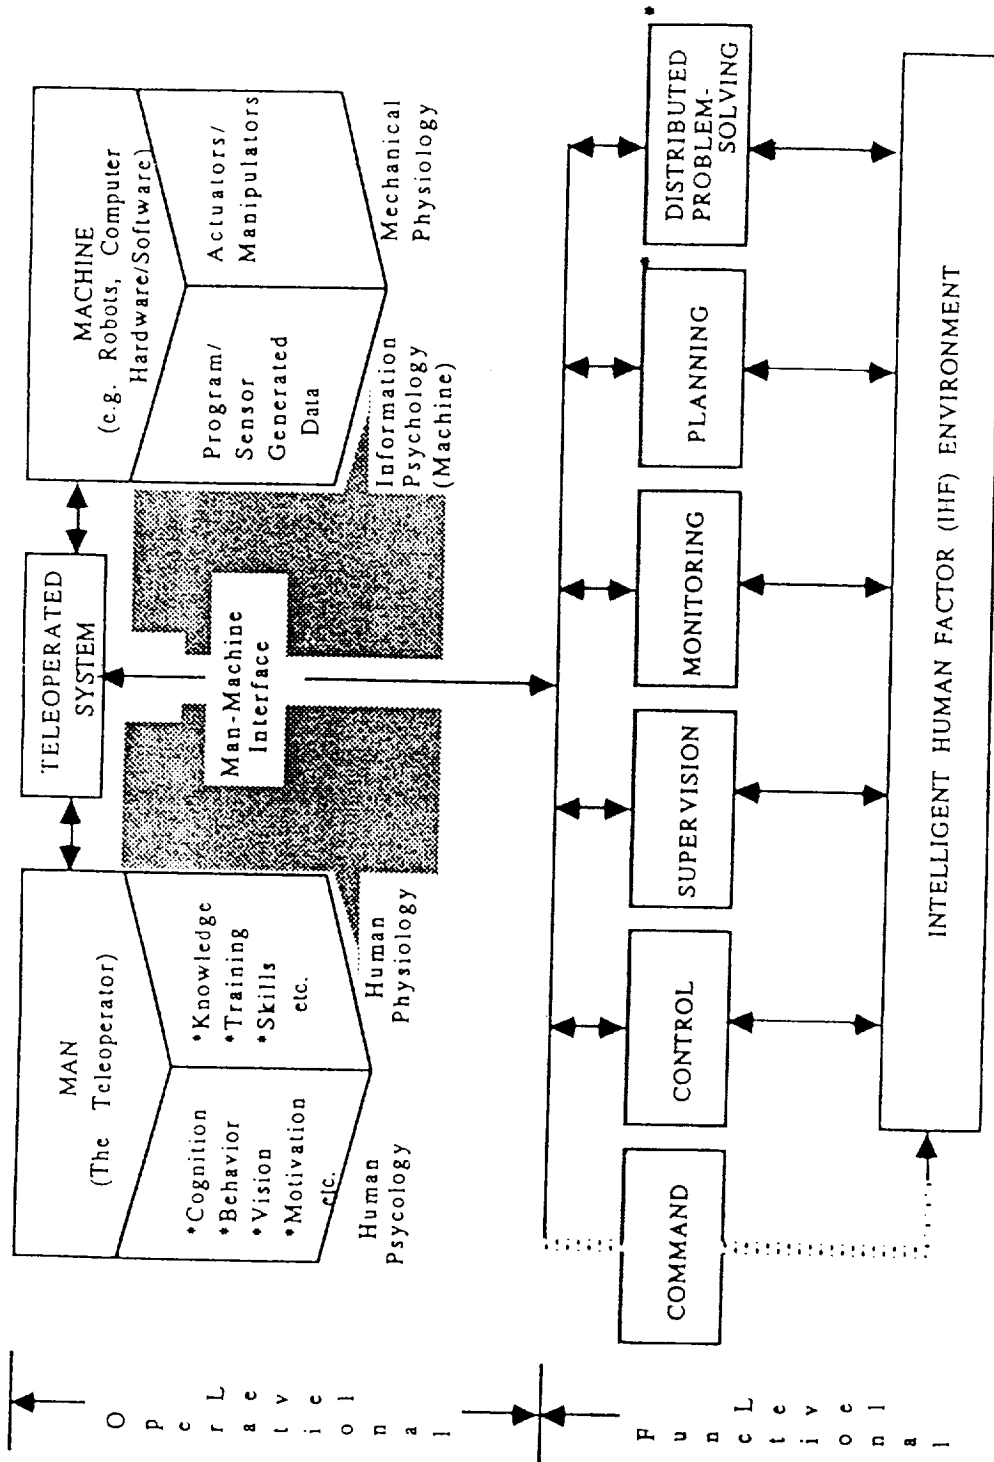 MAN
(The Teleoperator)
*Cognition
*Behavior
*Vision
*Motivation
etc.
*Knowledge
*Training
*Skills
etc.
Human
Psycology
Human
Physiology
TELEOPERATED
SYSTEM
Man-Machine
Interface
MACHINE
(e.g. Robots, Computer
Hardware/Software)
Program/
Sensor
Generated
Data
Actuators/
Manipulators
Information
Psychology
(Machine)
Mechanical
Physiology
Operational
Level
COMMAND
CONTROL
SUPERVISION
MONITORING
PLANNING
*
DISTRIBUTED
PROBLEM-
SOLVING
*
INTELLIGENT HUMAN FACTOR (IHF) ENVIRONMENT
Functional
Level